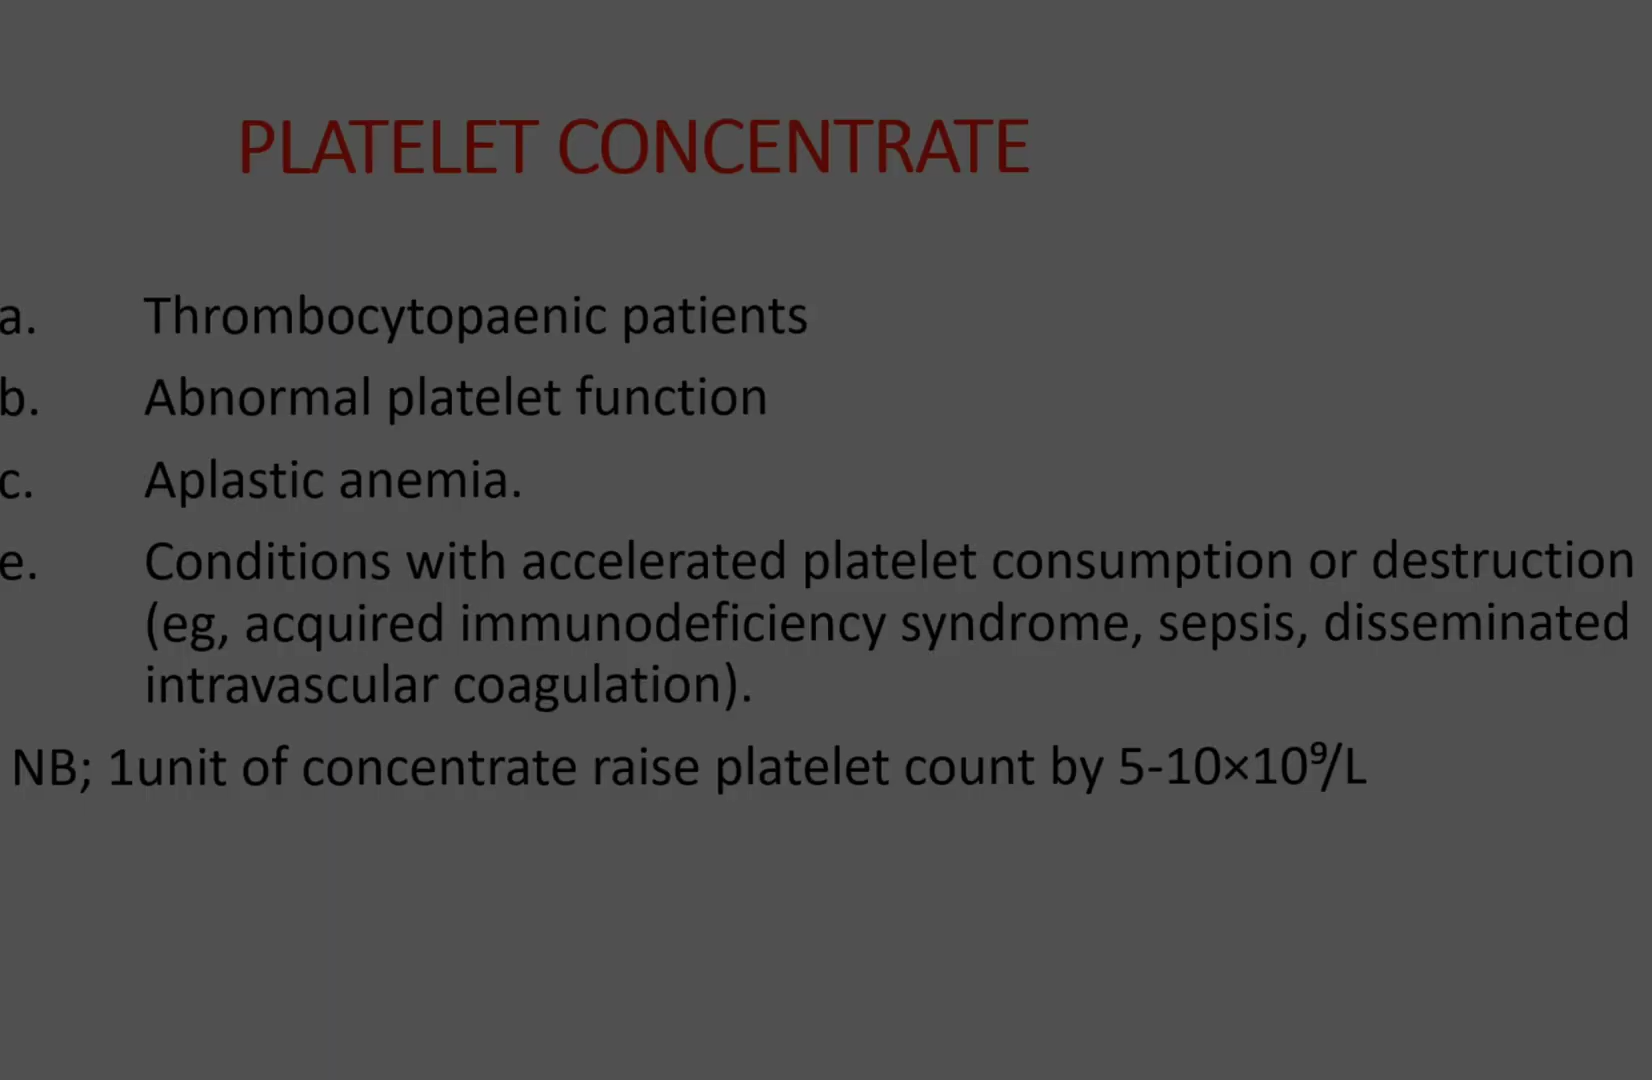 PLATELET CONCENTRATE
a. Thrombocytopaenic patients
b. Abnormal platelet function
c. Aplastic anemia.
e. Conditions with accelerated platelet consumption or destruction
(eg, acquired immunodeficiency syndrome, sepsis, disseminated
intravascular coagulation).
NB; 1unit of concentrate raise platelet count by 5-10×10⁹/L